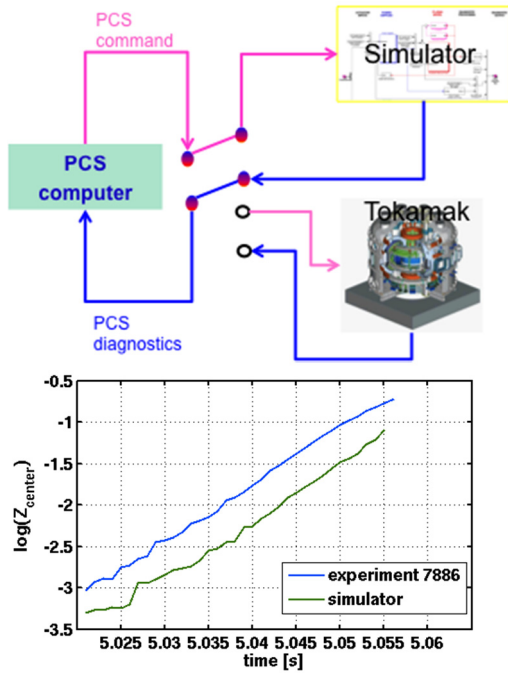 PCS
command
Simulator
PCS
computer
Tokamak
PCS
diagnostics
-0.5
-1
-1.5
-2
-2.5
-3
-3.5
log(Z_center)
experiment 7886
simulator
5.025 5.03 5.035 5.04 5.045 5.05 5.055 5.06
time [s]